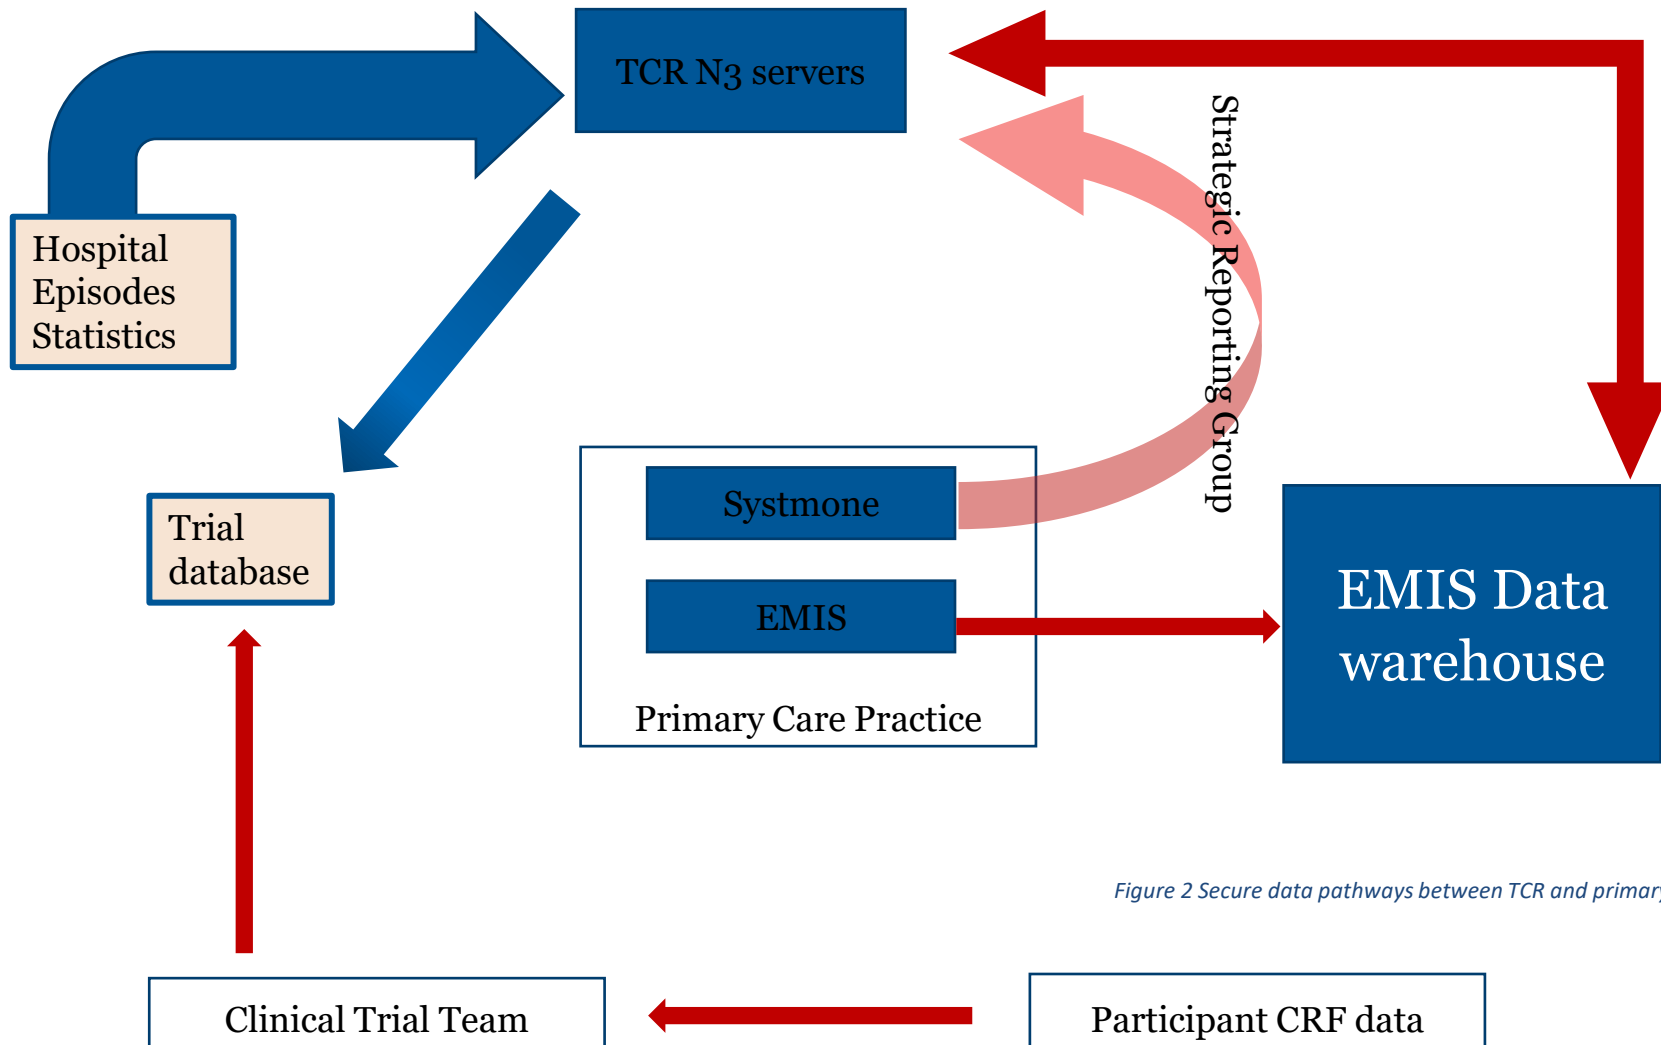 TCR N3 servers
Strategic Reporting Group
Hospital
Episodes
Statistics
Systmone
Trial
database
EMIS
EMIS Data
warehouse
Primary Care Practice
Figure 2 Secure data pathways between TCR and primary
Clinical Trial Team
Participant CRF data